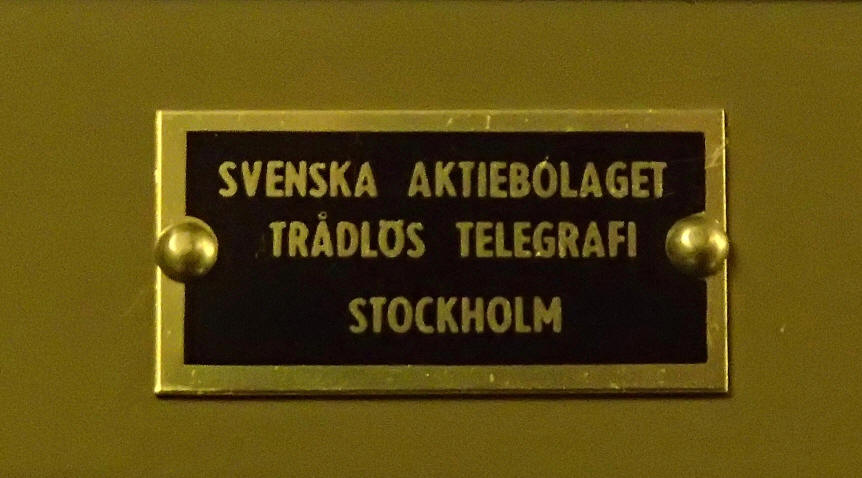 SVENSKA AKTIEBOLAGET
TRÅDLÖS TELEGRAFI
STOCKHOLM